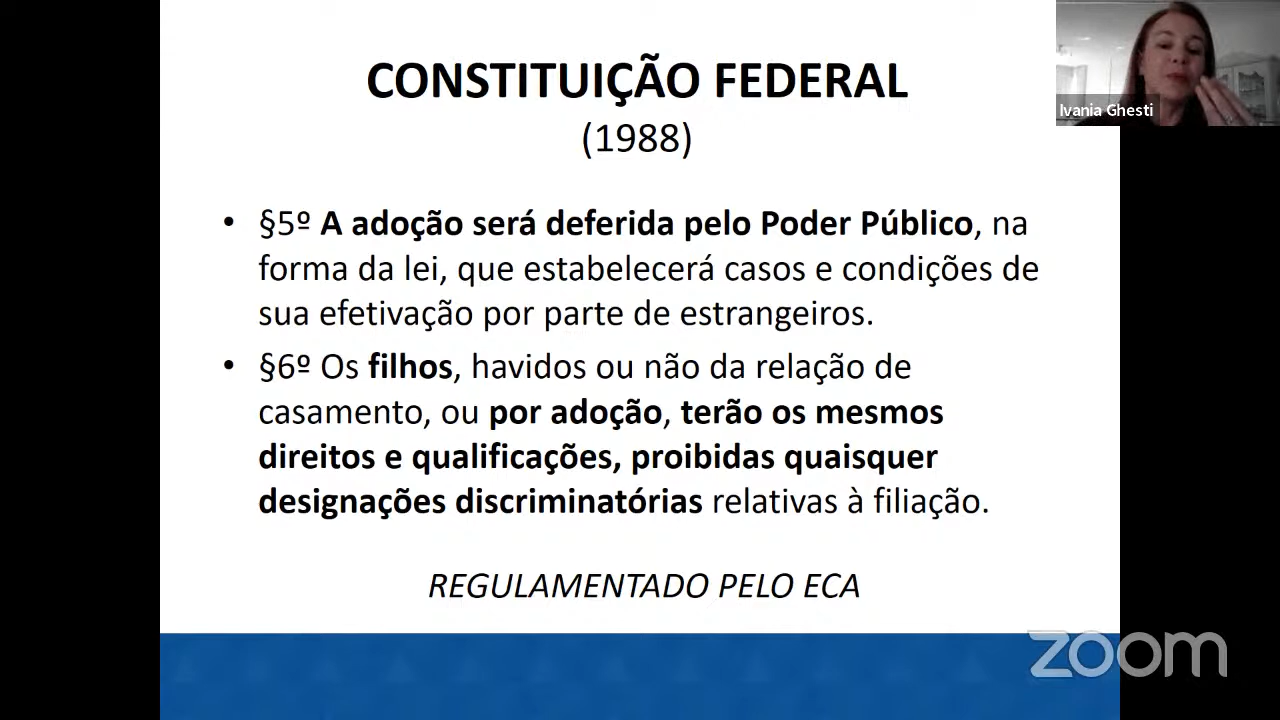 CONSTITUIÇÃO FEDERAL
(1988)
Ivania Ghesti
• §5º A adoção será deferida pelo Poder Público, na
forma da lei, que estabelecerá casos e condições de
sua efetivação por parte de estrangeiros.
• §6º Os filhos, havidos ou não da relação de
casamento, ou por adoção, terão os mesmos
direitos e qualificações, proibidas quaisquer
designações discriminatórias relativas à filiação.
REGULAMENTADO PELO ECA
zoom